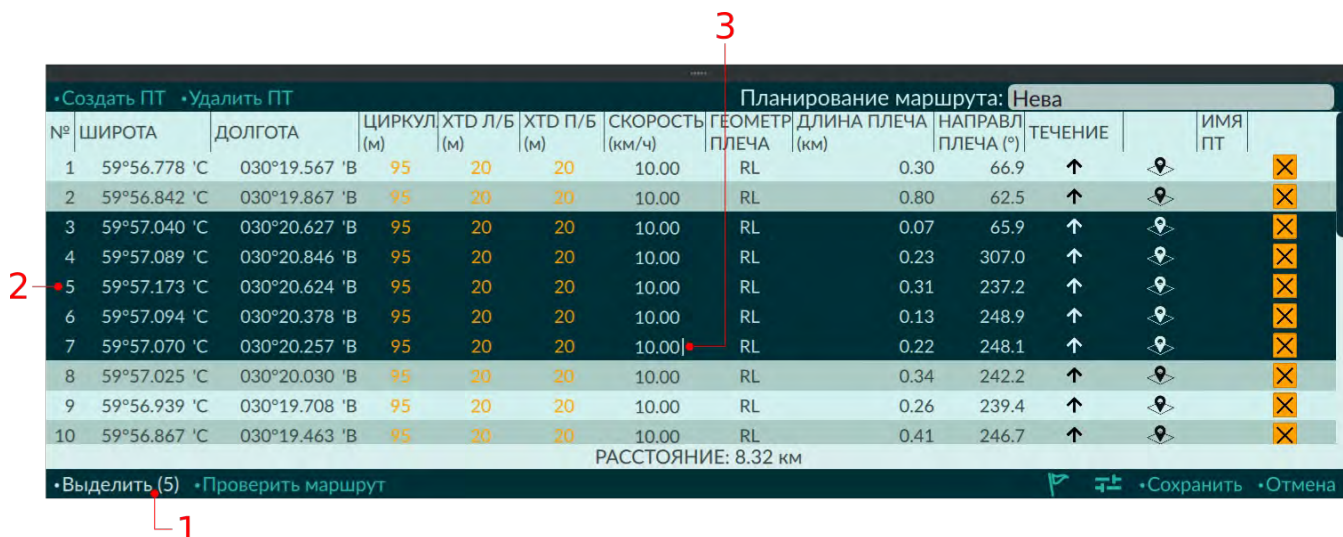 3
•Создать ПТ •Удалить ПТ Планирование маршрута: Нева
№ ШИРОТА ДОЛГОТА ЦИРКУЛ (м) XTD Л/Б (м) XTD П/Б (м) СКОРОСТЬ (км/ч) ГЕОМЕТР ПЛЕЧА ДЛИНА ПЛЕЧА (км) НАПРАВЛ ПЛЕЧА (°) ТЕЧЕНИЕ ИМЯ ПТ
1 59°56.778 'С 030°19.567 'В 95 20 20 10.00 RL 0.30 66.9
2 59°56.842 'С 030°19.867 'В 95 20 20 10.00 RL 0.80 62.5
3 59°57.040 'С 030°20.627 'В 95 20 20 10.00 RL 0.07 65.9
4 59°57.089 'С 030°20.846 'В 95 20 20 10.00 RL 0.23 307.0
2 5 59°57.173 'С 030°20.624 'В 95 20 20 10.00 RL 0.31 237.2
6 59°57.094 'С 030°20.378 'В 95 20 20 10.00 RL 0.13 248.9
7 59°57.070 'С 030°20.257 'В 95 20 20 10.00 RL 0.22 248.1
8 59°57.025 'С 030°20.030 'В 95 20 20 10.00 RL 0.34 242.2
9 59°56.939 'С 030°19.708 'В 95 20 20 10.00 RL 0.26 239.4
10 59°56.867 'С 030°19.463 'В 95 20 20 10.00 RL 0.41 246.7
РАССТОЯНИЕ: 8.32 км
•Выделить (5) •Проверить маршрут •Сохранить •Отмена
1